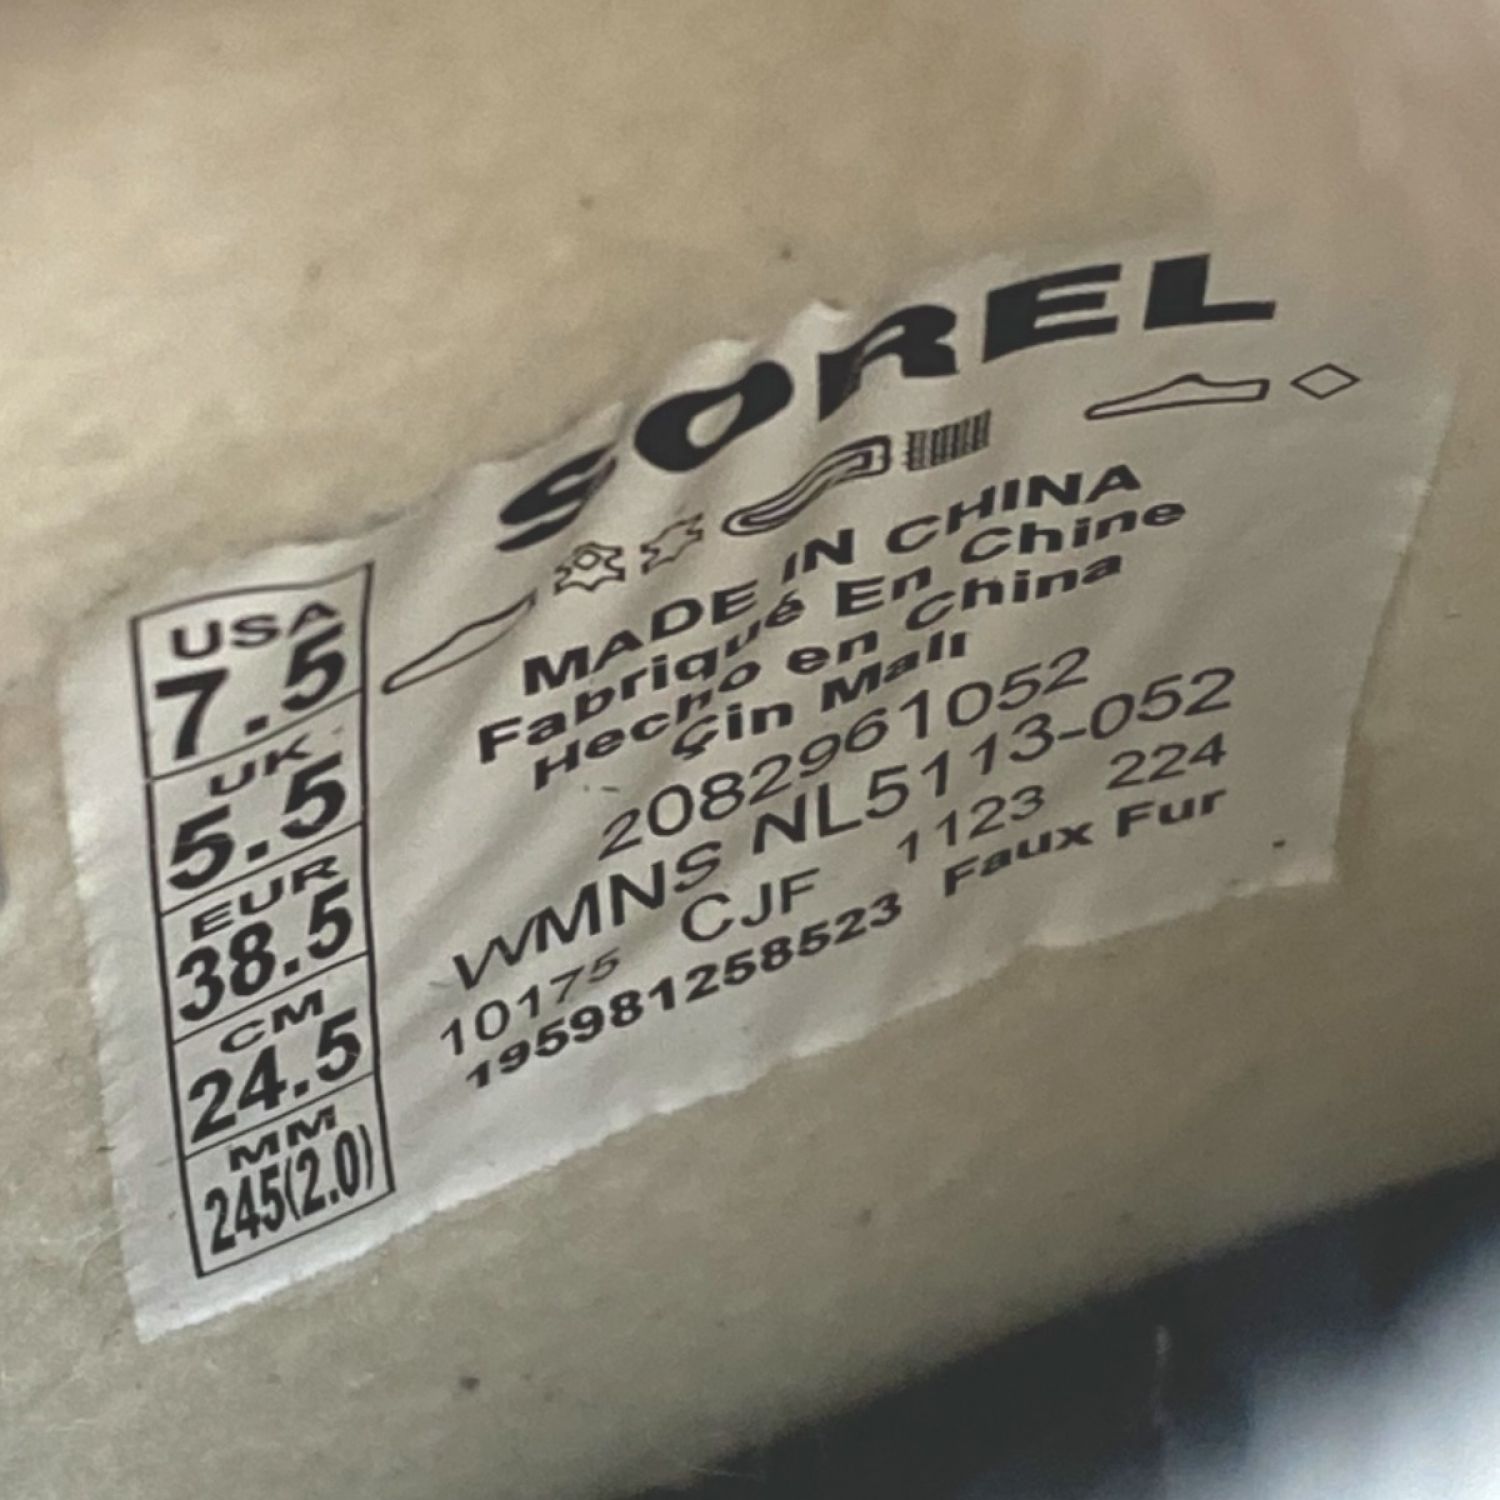 SOREL
USA
7.5
UK
5.5
EUR
38.5
CM
24.5
MM
245(2.0)
MADE IN CHINA
Fabriqué En Chine
Hecho en China
Çin Malı
2082961052
WMNS NL5113-052
10175 CJF 1123 224
195981258523 Faux Fur